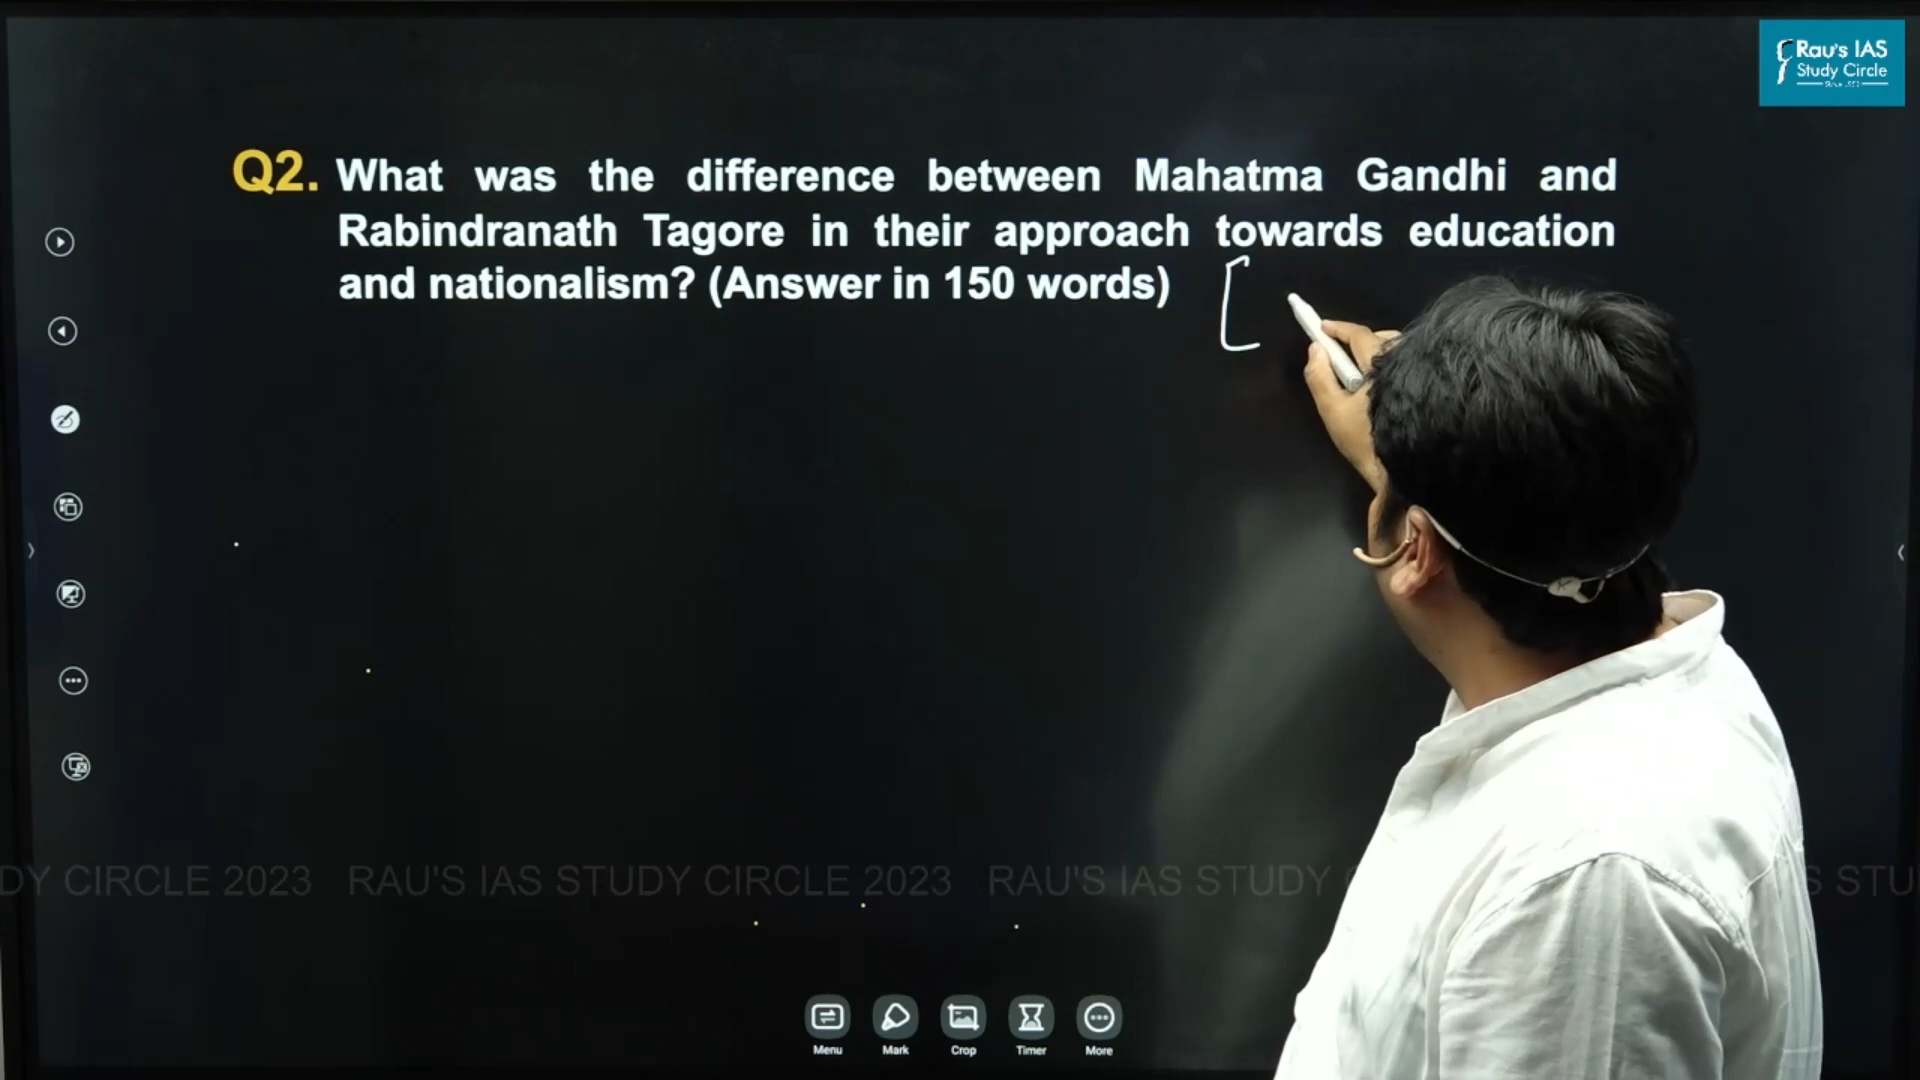 Rau's IAS
Study Circle
Q2. What was the difference between Mahatma Gandhi and
Rabindranath Tagore in their approach towards education
and nationalism? (Answer in 150 words)
DY CIRCLE 2023 RAU'S IAS STUDY CIRCLE 2023 RAU'S IAS STUDY S STU
Menu Mark Crop Timer More